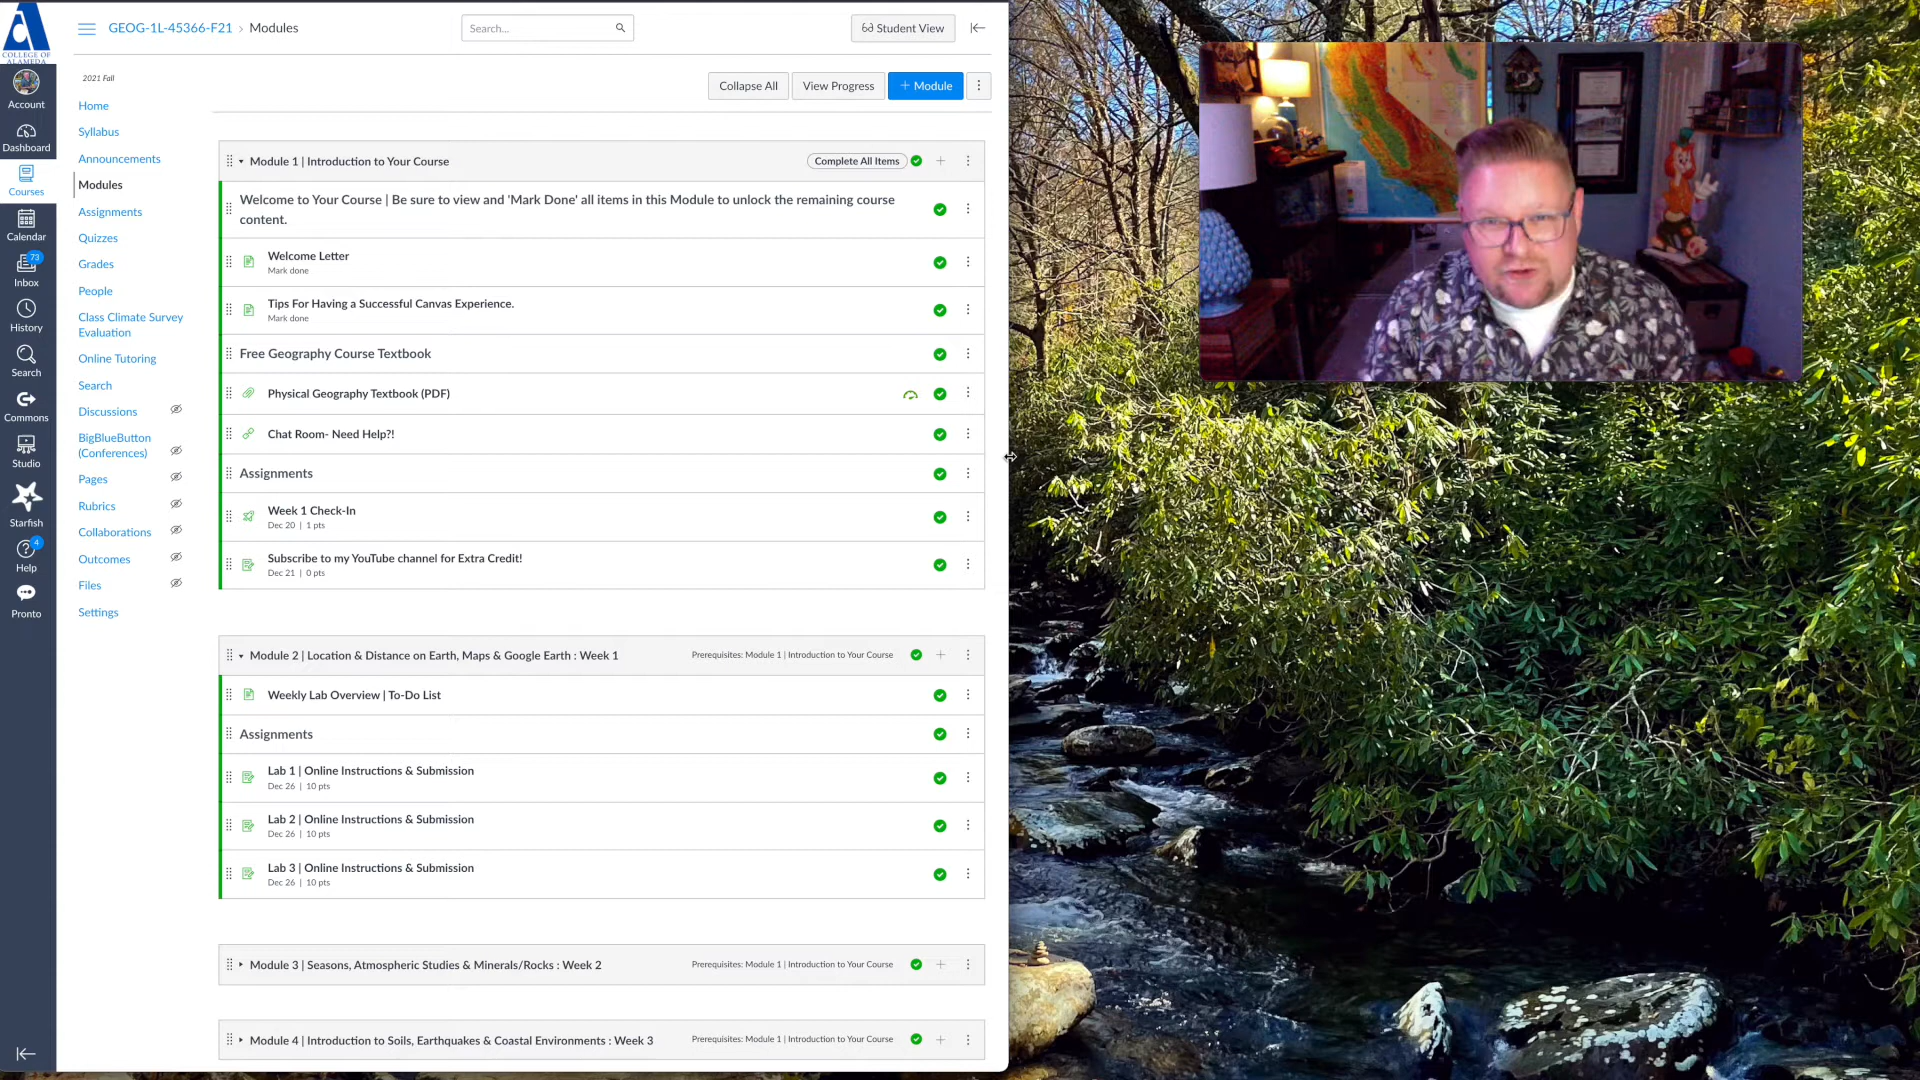 COLLEGE OF
ALAMEDA
Account
Dashboard
Courses
Calendar
73
Inbox
History
Search
Commons
Studio
Starfish
4
Help
Pronto
GEOG-1L-45366-F21 › Modules
Search...
Student View
2021 Fall
Home
Syllabus
Announcements
Modules
Assignments
Quizzes
Grades
People
Class Climate Survey
Evaluation
Online Tutoring
Search
Discussions
BigBlueButton
(Conferences)
Pages
Rubrics
Collaborations
Outcomes
Files
Settings
Collapse All
View Progress
+ Module
Module 1 | Introduction to Your Course
Complete All Items
Welcome to Your Course | Be sure to view and 'Mark Done' all items in this Module to unlock the remaining course
content.
Welcome Letter
Mark done
Tips For Having a Successful Canvas Experience.
Mark done
Free Geography Course Textbook
Physical Geography Textbook (PDF)
Chat Room- Need Help?!
Assignments
Week 1 Check-In
Dec 20 | 1 pts
Subscribe to my YouTube channel for Extra Credit!
Dec 21 | 0 pts
Module 2 | Location & Distance on Earth, Maps & Google Earth : Week 1
Prerequisites: Module 1 | Introduction to Your Course
Weekly Lab Overview | To-Do List
Assignments
Lab 1 | Online Instructions & Submission
Dec 26 | 10 pts
Lab 2 | Online Instructions & Submission
Dec 26 | 10 pts
Lab 3 | Online Instructions & Submission
Dec 26 | 10 pts
Module 3 | Seasons, Atmospheric Studies & Minerals/Rocks : Week 2
Prerequisites: Module 1 | Introduction to Your Course
Module 4 | Introduction to Soils, Earthquakes & Coastal Environments : Week 3
Prerequisites: Module 1 | Introduction to Your Course